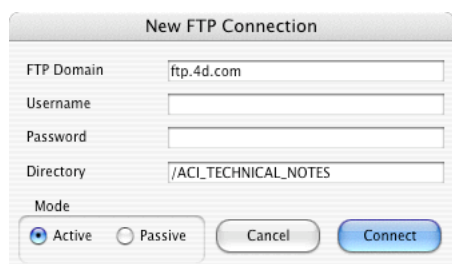 New FTP Connection
FTP Domain ftp.4d.com
Username
Password
Directory /ACI_TECHNICAL_NOTES
Mode
Active Passive Cancel Connect